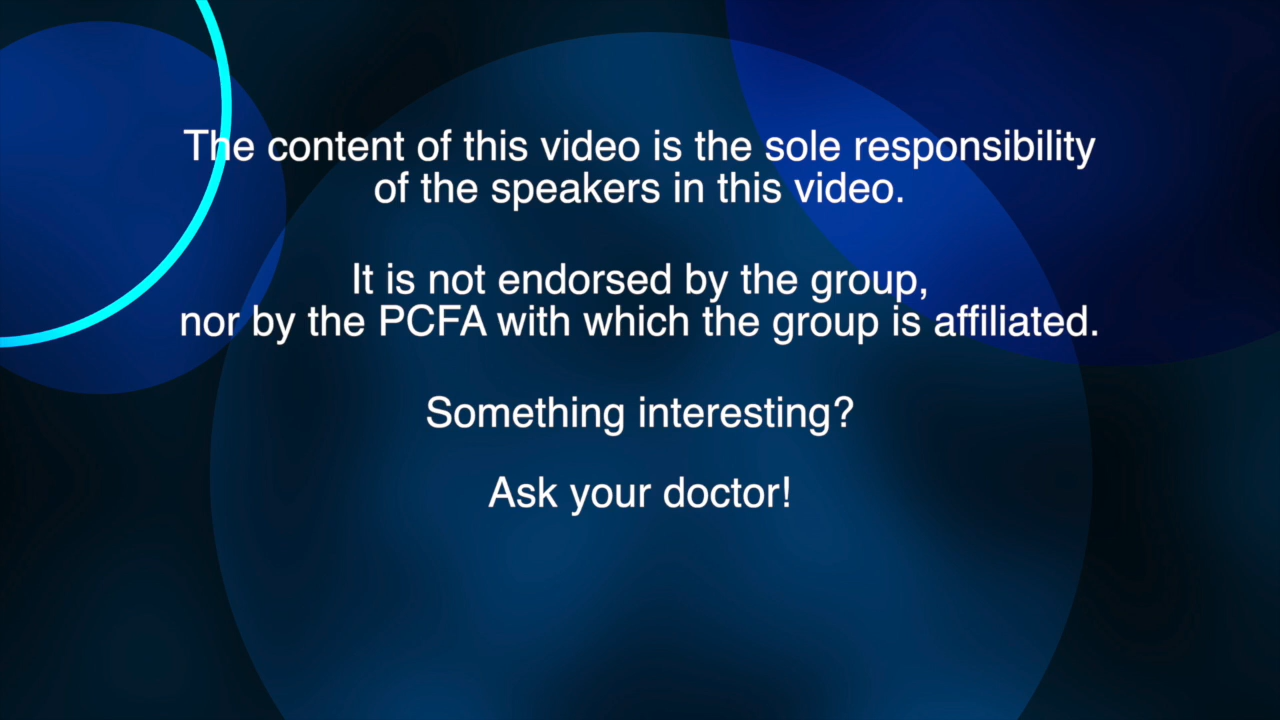 The content of this video is the sole responsibility
of the speakers in this video.
It is not endorsed by the group,
nor by the PCFA with which the group is affiliated.
Something interesting?
Ask your doctor!